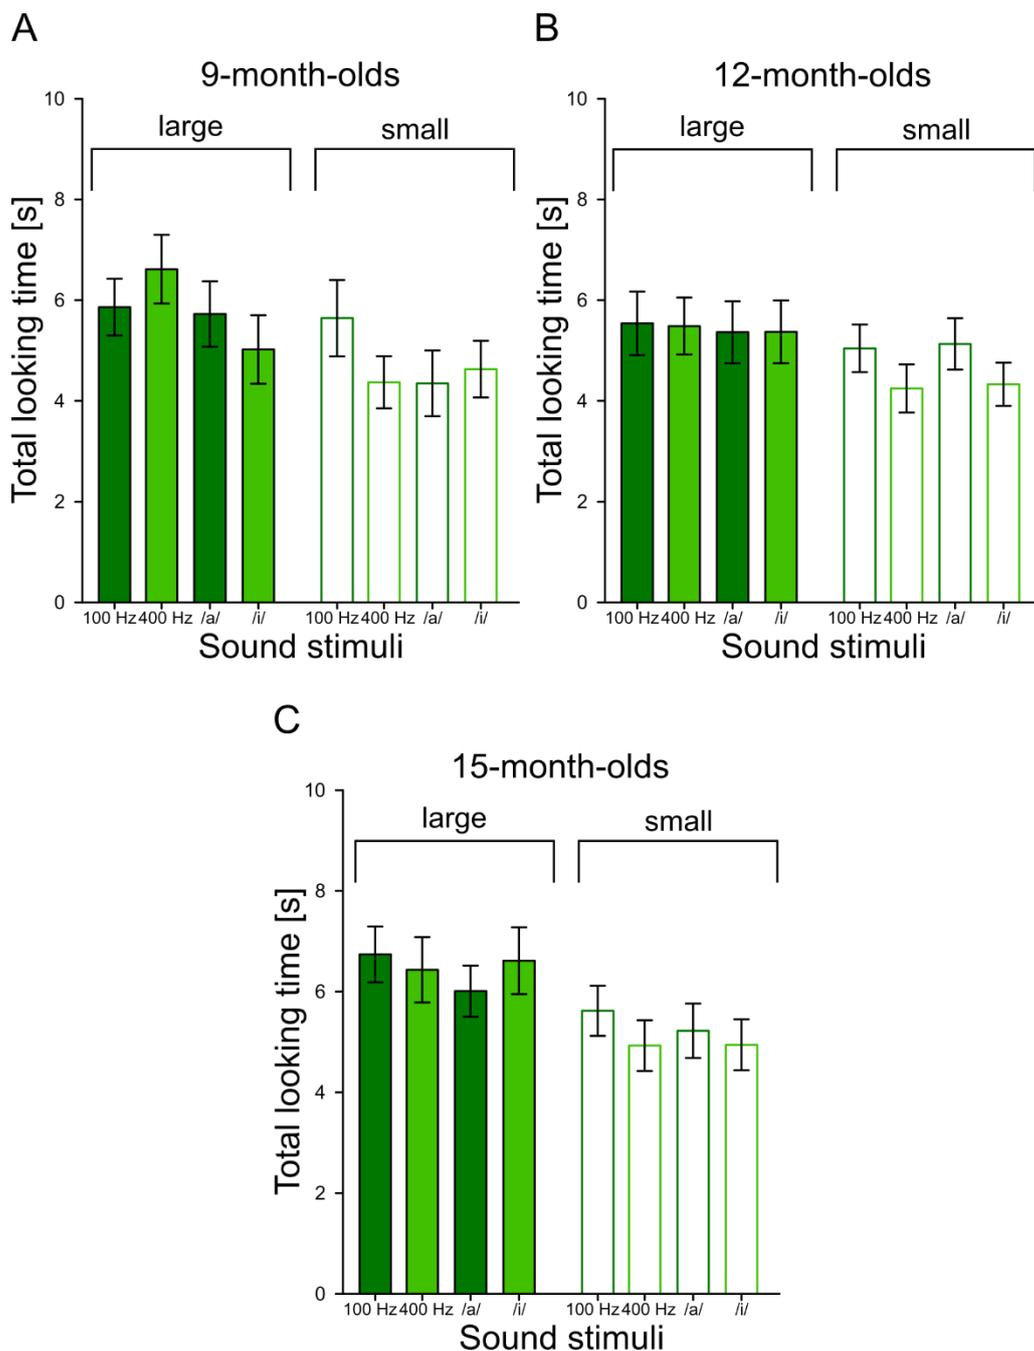 A
9-month-olds
large small
Total looking time [s]
10
8
6
4
2
0
100 Hz 400 Hz /a/ /i/ 100 Hz 400 Hz /a/ /i/
Sound stimuli
B
12-month-olds
large small
Total looking time [s]
10
8
6
4
2
0
100 Hz 400 Hz /a/ /i/ 100 Hz 400 Hz /a/ /i/
Sound stimuli
C
15-month-olds
large small
Total looking time [s]
10
8
6
4
2
0
100 Hz 400 Hz /a/ /i/ 100 Hz 400 Hz /a/ /i/
Sound stimuli